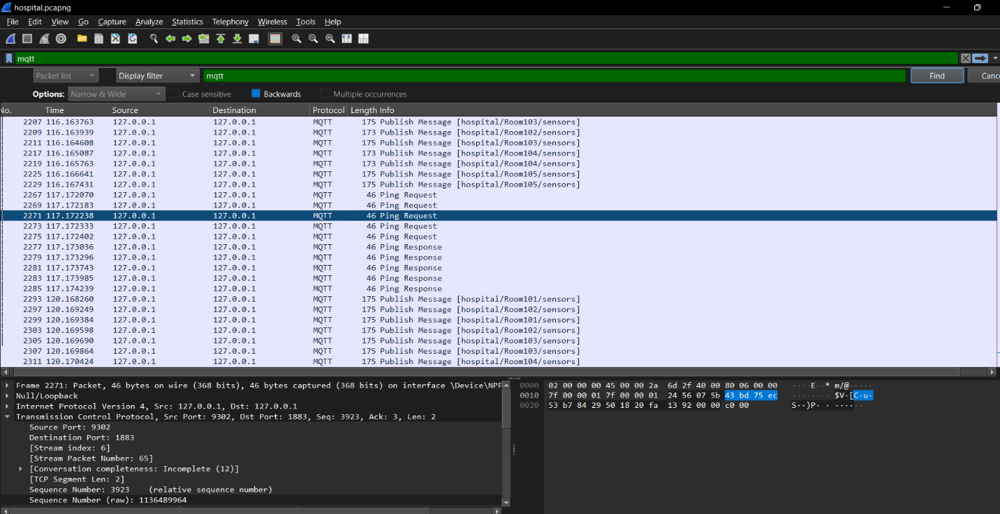 hospital.pcapng
File Edit View Go Capture Analyze Statistics Telephony Wireless Tools Help
mqtt
Packet list Display filter mqtt Find Cance
Options: Narrow & Wide Case sensitive Backwards Multiple occurrences
No. Time Source Destination Protocol Length Info
2207 116.163763 127.0.0.1 127.0.0.1 MQTT 175 Publish Message [hospital/Room103/sensors]
2209 116.163939 127.0.0.1 127.0.0.1 MQTT 173 Publish Message [hospital/Room102/sensors]
2211 116.164608 127.0.0.1 127.0.0.1 MQTT 175 Publish Message [hospital/Room103/sensors]
2217 116.165087 127.0.0.1 127.0.0.1 MQTT 173 Publish Message [hospital/Room104/sensors]
2219 116.165763 127.0.0.1 127.0.0.1 MQTT 173 Publish Message [hospital/Room104/sensors]
2225 116.166641 127.0.0.1 127.0.0.1 MQTT 175 Publish Message [hospital/Room105/sensors]
2229 116.167431 127.0.0.1 127.0.0.1 MQTT 175 Publish Message [hospital/Room105/sensors]
2267 117.172070 127.0.0.1 127.0.0.1 MQTT 46 Ping Request
2269 117.172183 127.0.0.1 127.0.0.1 MQTT 46 Ping Request
2271 117.172238 127.0.0.1 127.0.0.1 MQTT 46 Ping Request
2273 117.172333 127.0.0.1 127.0.0.1 MQTT 46 Ping Request
2275 117.172402 127.0.0.1 127.0.0.1 MQTT 46 Ping Request
2277 117.173036 127.0.0.1 127.0.0.1 MQTT 46 Ping Response
2279 117.173296 127.0.0.1 127.0.0.1 MQTT 46 Ping Response
2281 117.173743 127.0.0.1 127.0.0.1 MQTT 46 Ping Response
2283 117.173985 127.0.0.1 127.0.0.1 MQTT 46 Ping Response
2285 117.174239 127.0.0.1 127.0.0.1 MQTT 46 Ping Response
2293 120.168260 127.0.0.1 127.0.0.1 MQTT 175 Publish Message [hospital/Room101/sensors]
2297 120.169249 127.0.0.1 127.0.0.1 MQTT 175 Publish Message [hospital/Room102/sensors]
2299 120.169384 127.0.0.1 127.0.0.1 MQTT 175 Publish Message [hospital/Room101/sensors]
2303 120.169598 127.0.0.1 127.0.0.1 MQTT 175 Publish Message [hospital/Room102/sensors]
2305 120.169690 127.0.0.1 127.0.0.1 MQTT 175 Publish Message [hospital/Room103/sensors]
2307 120.169864 127.0.0.1 127.0.0.1 MQTT 175 Publish Message [hospital/Room103/sensors]
2311 120.170424 127.0.0.1 127.0.0.1 MQTT 175 Publish Message [hospital/Room104/sensors]
Frame 2271: Packet, 46 bytes on wire (368 bits), 46 bytes captured (368 bits) on interface \Device\NPF
Null/Loopback
Internet Protocol Version 4, Src: 127.0.0.1, Dst: 127.0.0.1
Transmission Control Protocol, Src Port: 9302, Dst Port: 1883, Seq: 3923, Ack: 3, Len: 2
Source Port: 9302
Destination Port: 1883
[Stream index: 6]
[Stream Packet Number: 65]
[Conversation completeness: Incomplete (12)]
[TCP Segment Len: 2]
Sequence Number: 3923 (relative sequence number)
Sequence Number (raw): 1136489964
0000 02 00 00 00 45 00 00 2a 6d 2f 40 00 80 06 00 00 ····E··* m/@·····
0010 7f 00 00 01 7f 00 00 01 24 56 07 5b 43 bd 75 ec ········ $V·[C·u·
0020 53 b7 84 29 50 18 20 fa 13 92 00 00 c0 00 S··)P· · ······